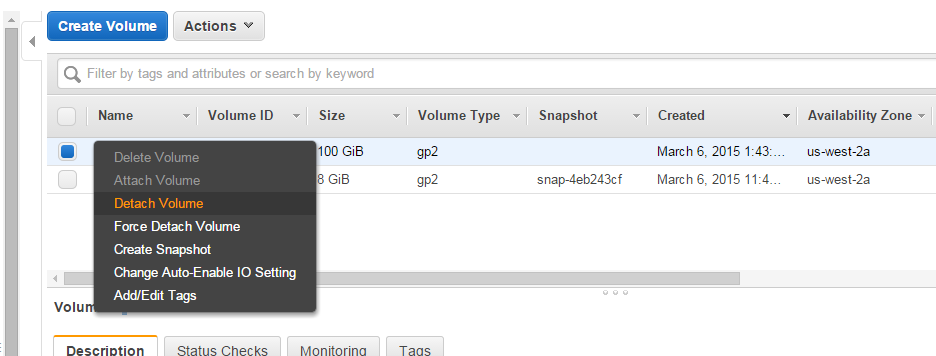 Create Volume Actions
Filter by tags and attributes or search by keyword
Name Volume ID Size Volume Type Snapshot Created Availability Zone
100 GiB gp2 March 6, 2015 1:43:... us-west-2a
8 GiB gp2 snap-4eb243cf March 6, 2015 11:4... us-west-2a
Delete Volume
Attach Volume
Detach Volume
Force Detach Volume
Create Snapshot
Change Auto-Enable IO Setting
Add/Edit Tags
Description Status Checks Monitoring Tags